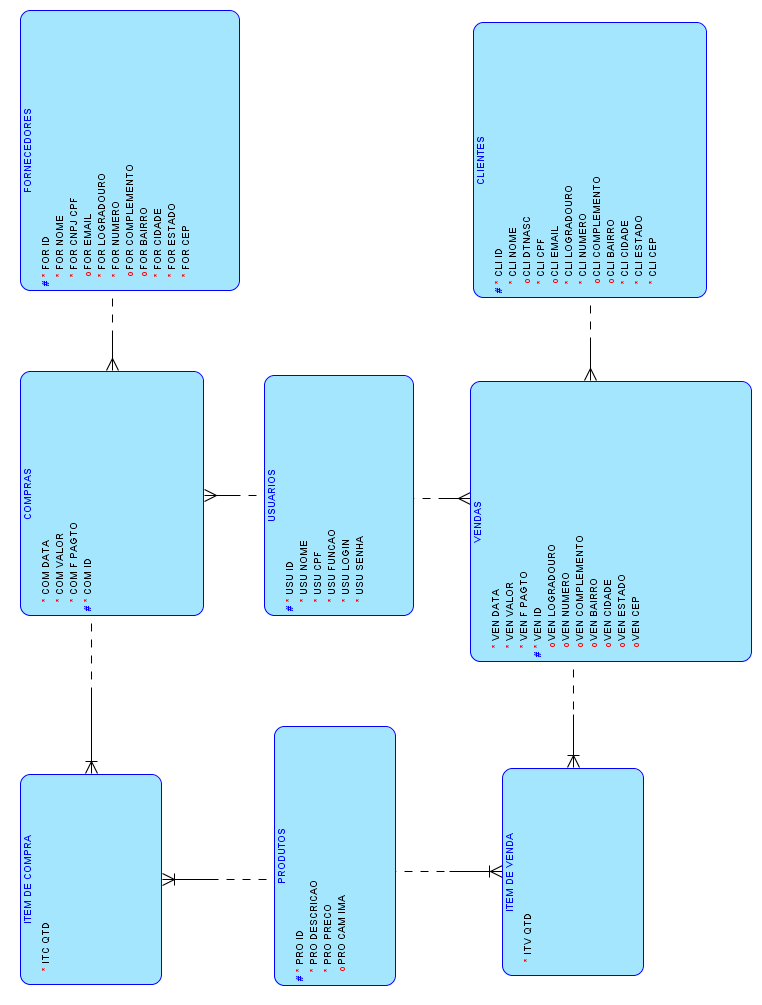 FORNECEDORES
# * FOR ID
* FOR NOME
* FOR CNPJ CPF
o FOR EMAIL
* FOR LOGRADOURO
* FOR NUMERO
o FOR COMPLEMENTO
o FOR BAIRRO
* FOR CIDADE
* FOR ESTADO
* FOR CEP
CLIENTES
# * CLI ID
* CLI NOME
o CLI DTNASC
* CLI CPF
o CLI EMAIL
* CLI LOGRADOURO
* CLI NUMERO
o CLI COMPLEMENTO
o CLI BAIRRO
* CLI CIDADE
* CLI ESTADO
* CLI CEP
COMPRAS
* COM DATA
* COM VALOR
* COM F PAGTO
# * COM ID
USUARIOS
# * USU ID
* USU NOME
* USU CPF
* USU FUNCAO
* USU LOGIN
* USU SENHA
VENDAS
* VEN DATA
* VEN VALOR
* VEN F PAGTO
# * VEN ID
o VEN LOGRADOURO
o VEN NUMERO
o VEN COMPLEMENTO
o VEN BAIRRO
o VEN CIDADE
o VEN ESTADO
o VEN CEP
ITEM DE COMPRA
* ITC QTD
PRODUTOS
# * PRO ID
* PRO DESCRICAO
* PRO PRECO
o PRO CAM IMA
ITEM DE VENDA
* ITV QTD